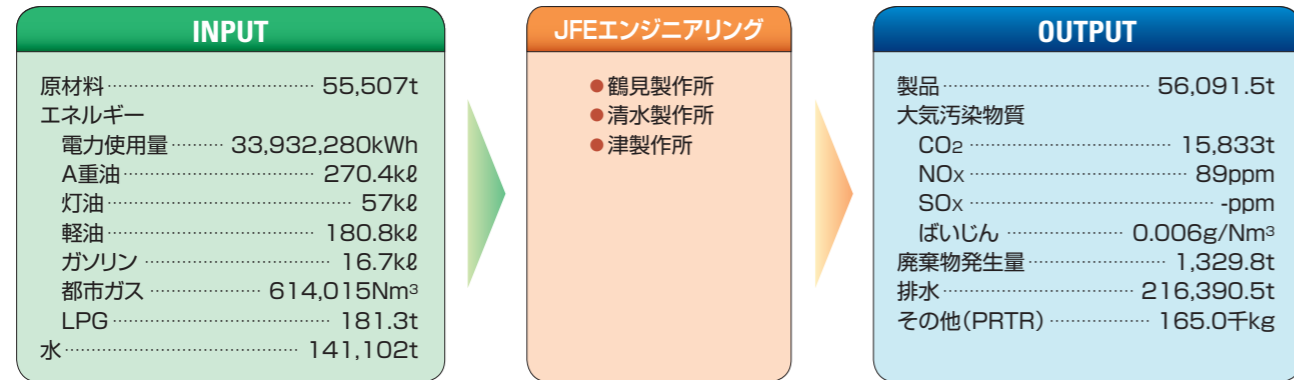 INPUT
原材料 55,507t
エネルギー
電力使用量 33,932,280kWh
A重油 270.4kℓ
灯油 57kℓ
軽油 180.8kℓ
ガソリン 16.7kℓ
都市ガス 614,015Nm³
LPG 181.3t
水 141,102t
JFEエンジニアリング
●鶴見製作所
●清水製作所
●津製作所
OUTPUT
製品 56,091.5t
大気汚染物質
CO₂ 15,833t
NOx 89ppm
SOx -ppm
ばいじん 0.006g/Nm³
廃棄物発生量 1,329.8t
排水 216,390.5t
その他(PRTR) 165.0千kg